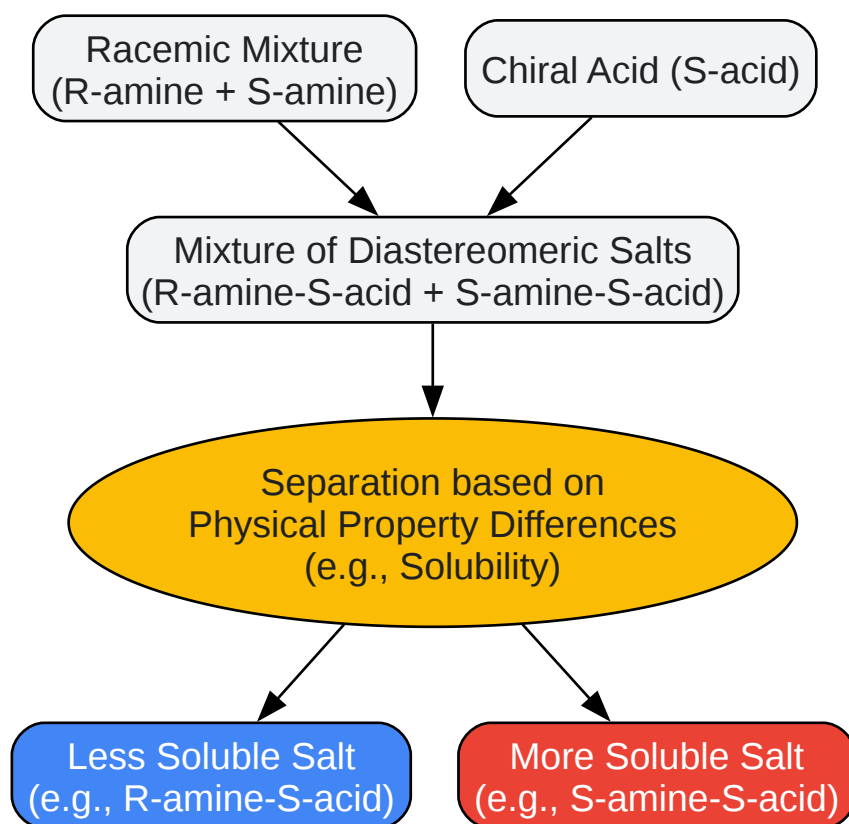 Racemic Mixture
(R-amine + S-amine)
Chiral Acid (S-acid)
Mixture of Diastereomeric Salts
(R-amine-S-acid + S-amine-S-acid)
Separation based on
Physical Property Differences
(e.g., Solubility)
Less Soluble Salt
(e.g., R-amine-S-acid)
More Soluble Salt
(e.g., S-amine-S-acid)